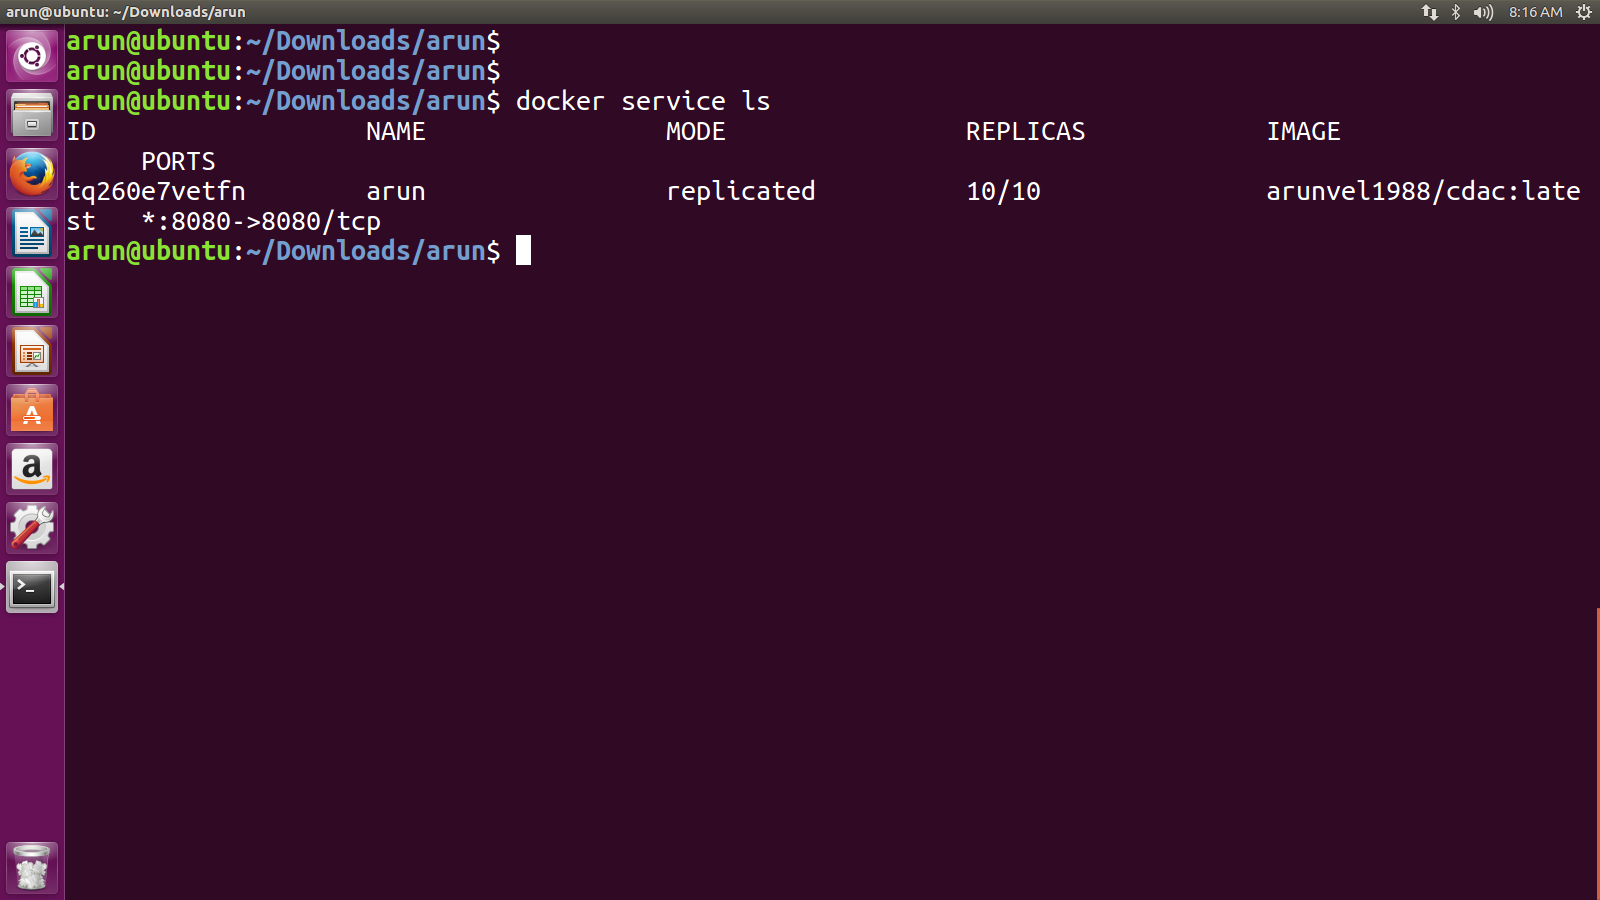 arun@ubuntu: ~/Downloads/arun
8:16 AM
arun@ubuntu:~/Downloads/arun$
arun@ubuntu:~/Downloads/arun$
arun@ubuntu:~/Downloads/arun$ docker service ls
ID NAME MODE REPLICAS IMAGE
PORTS
tq260e7vetfn arun replicated 10/10 arunvel1988/cdac:late
st *:8080->8080/tcp
arun@ubuntu:~/Downloads/arun$